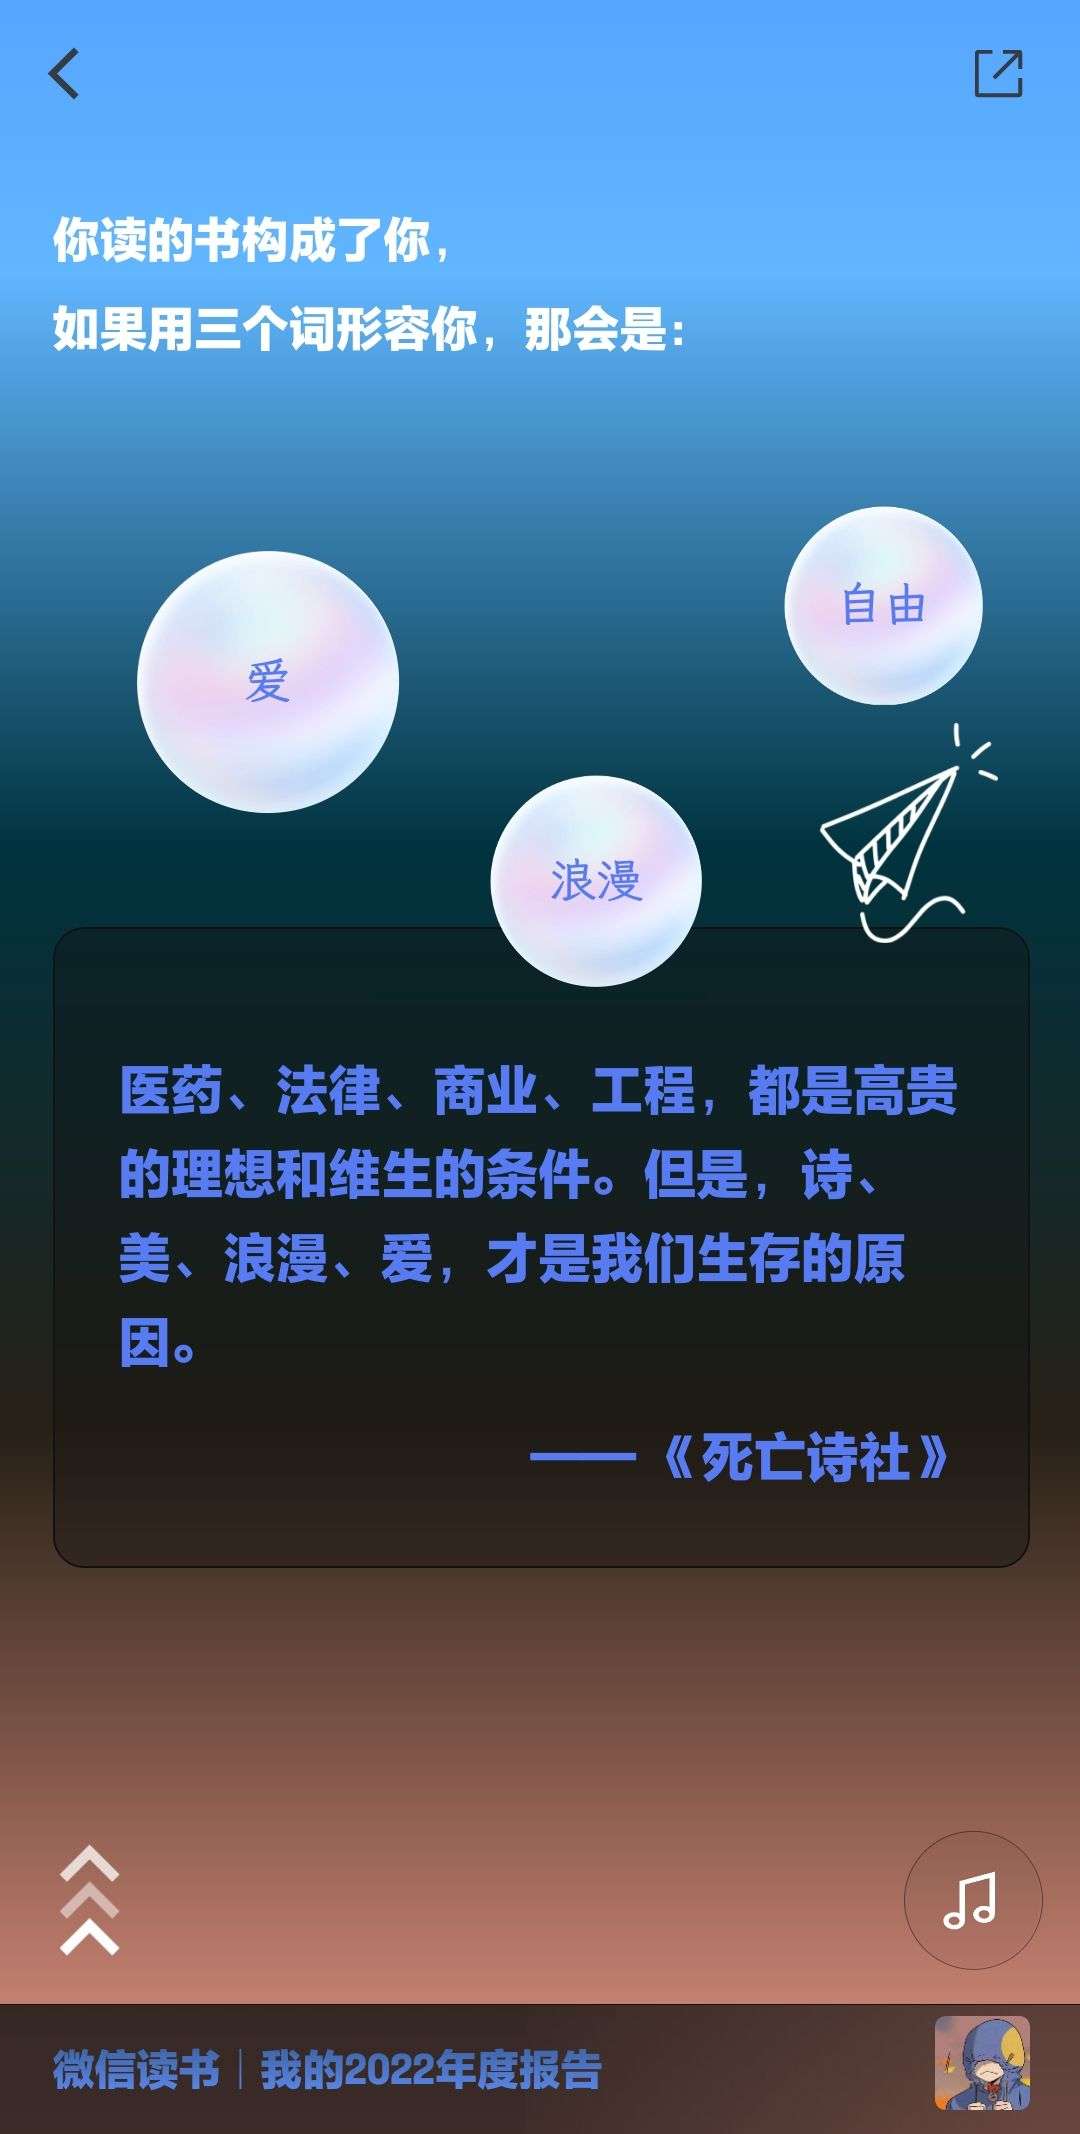 你读的书构成了你，
如果用三个词形容你，那会是：
自由
爱
浪漫
医药、法律、商业、工程，都是高贵
的理想和维生的条件。但是，诗、
美、浪漫、爱，才是我们生存的原
因。
——《死亡诗社》
微信读书｜我的2022年度报告